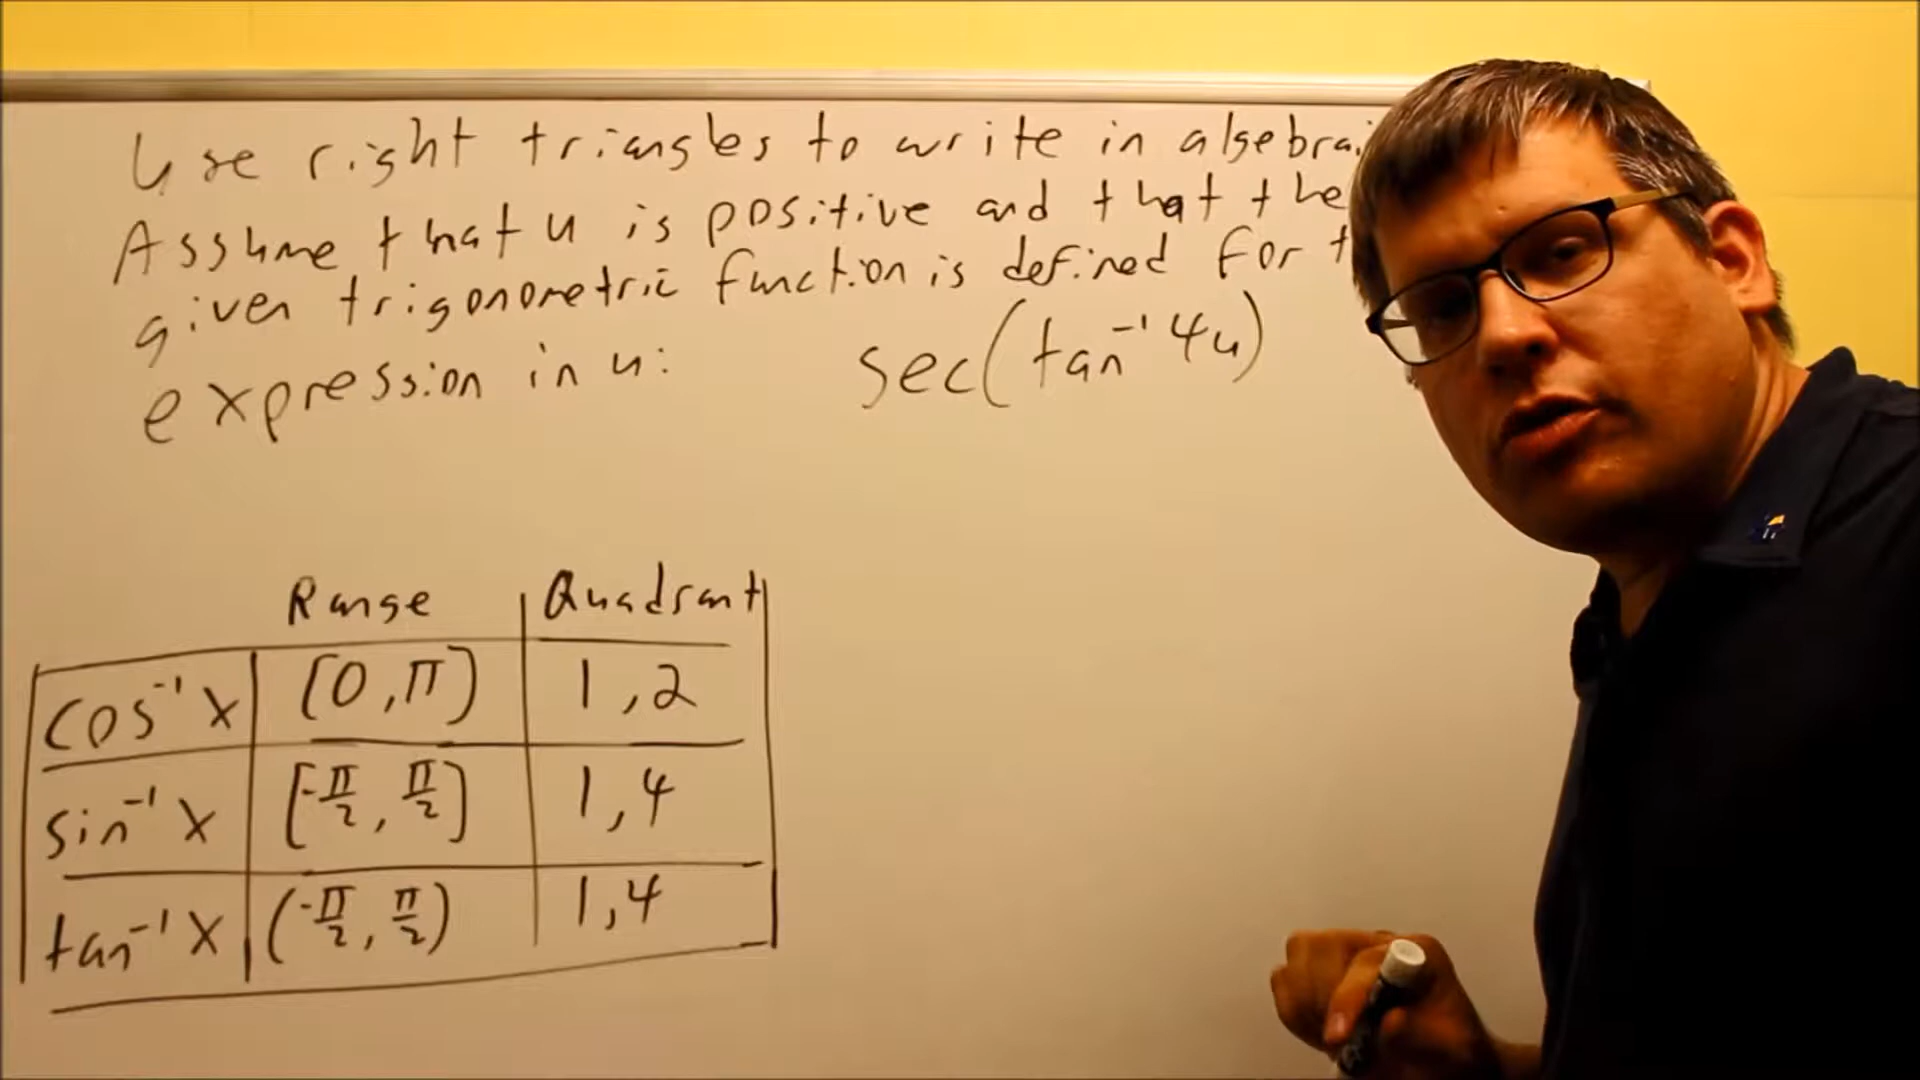 Use right triangles to write in algebrai
Assume that u is positive and that the
given trigonometric function is defined for t
expression in u: sec(tan⁻¹4u)
Range Quadrant
cos⁻¹x [0,π] 1,2
sin⁻¹x [-π/2, π/2] 1,4
tan⁻¹x (-π/2, π/2) 1,4